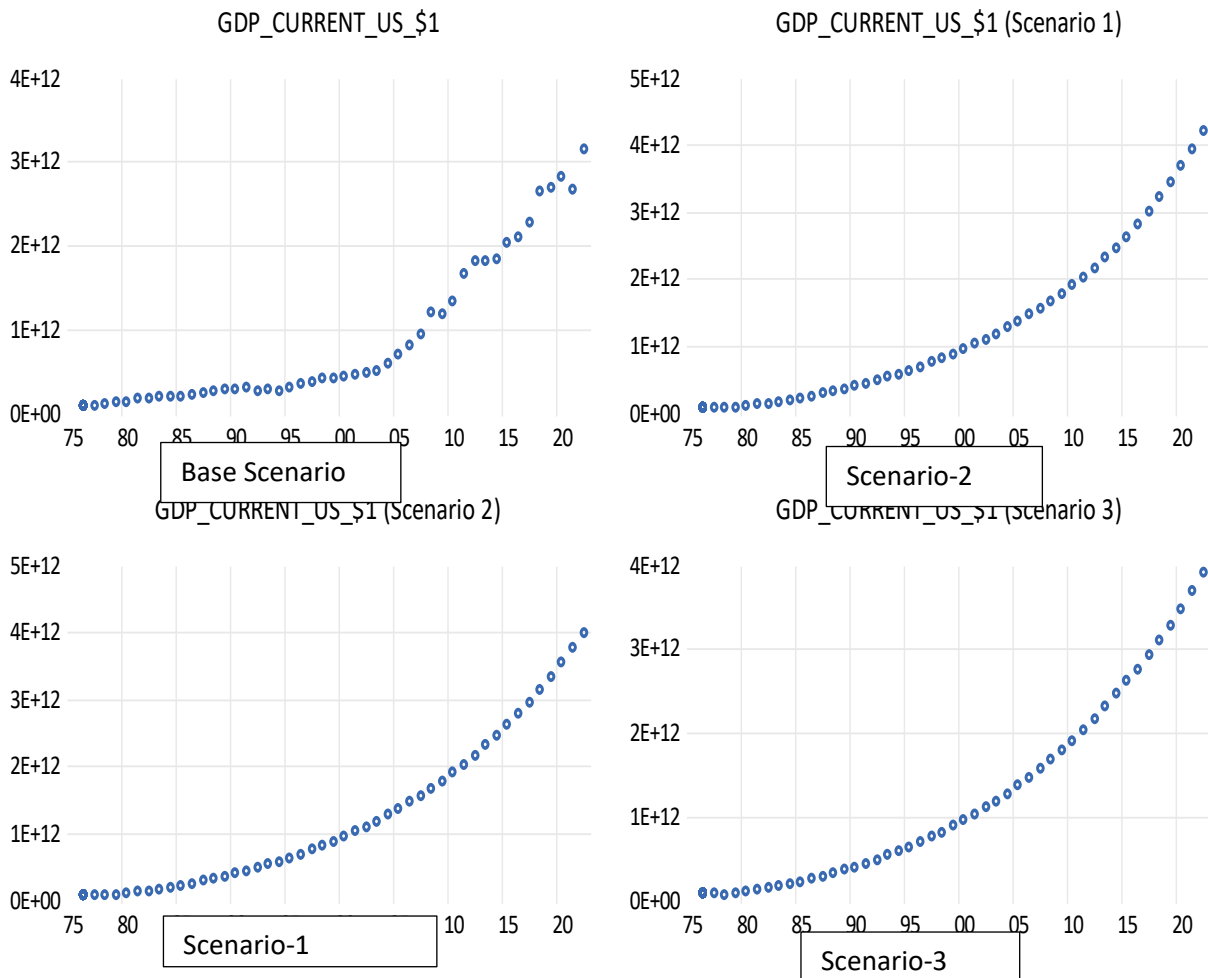 GDP_CURRENT_US_$1
4E+12
3E+12
2E+12
1E+12
0E+00
75 80 85 90 95 00 05 10 15 20
Base Scenario
GDP_CURRENT_US_$1 (Scenario 1)
5E+12
4E+12
3E+12
2E+12
1E+12
0E+00
75 80 85 90 95 00 05 10 15 20
Scenario-2
GDP_CURRENT_US_$1 (Scenario 2)
5E+12
4E+12
3E+12
2E+12
1E+12
0E+00
75 80 10 15 20
Scenario-1
GDP_CURRENT_US_$1 (Scenario 3)
4E+12
3E+12
2E+12
1E+12
0E+00
75 80 85 90 95 00 05 10 15 20
Scenario-3